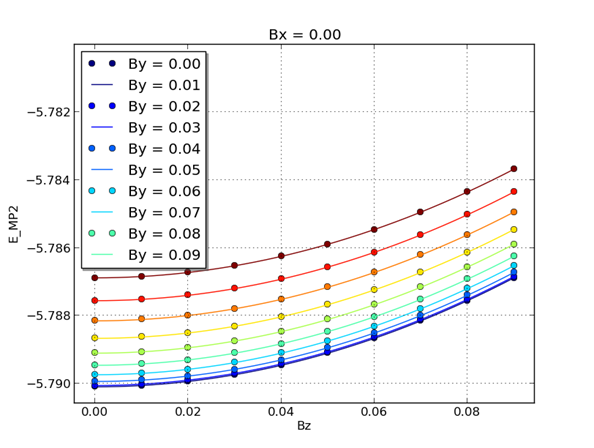 Bx = 0.00
By = 0.00
By = 0.01
By = 0.02
By = 0.03
By = 0.04
By = 0.05
By = 0.06
By = 0.07
By = 0.08
By = 0.09
−5.782
−5.784
−5.786
−5.788
−5.790
E_MP2
0.00 0.02 0.04 0.06 0.08
Bz